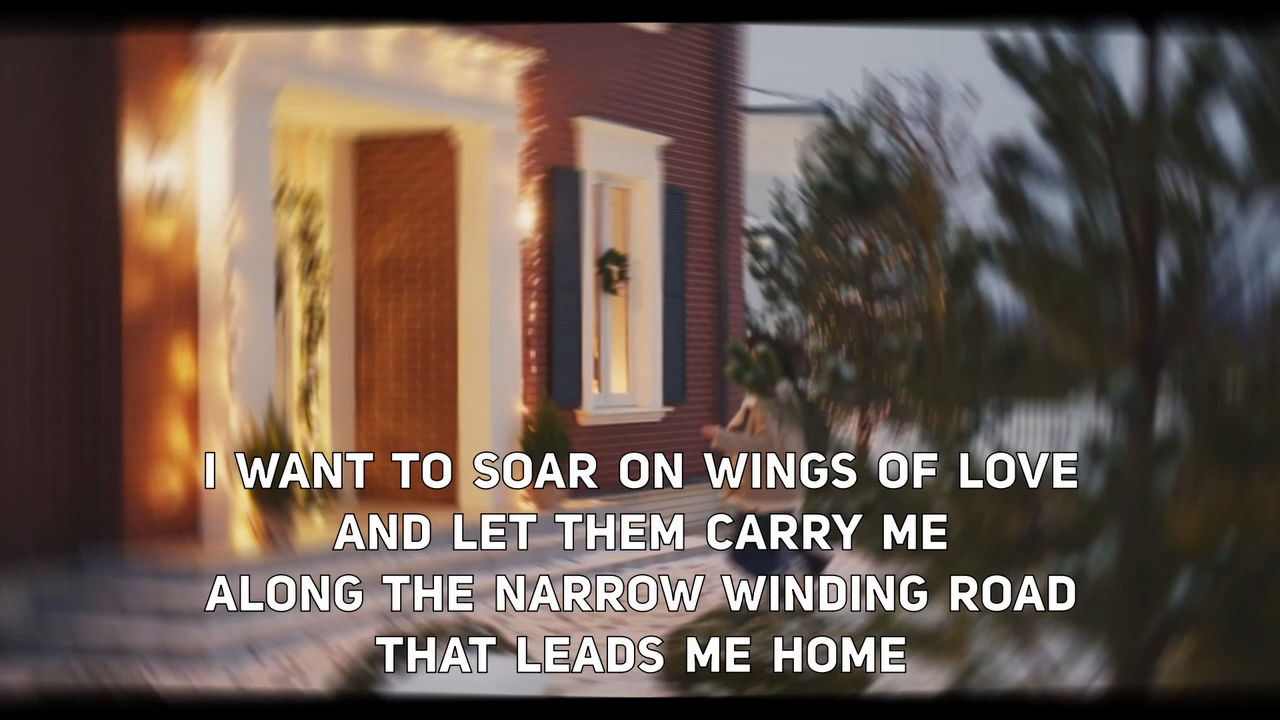 I WANT TO SOAR ON WINGS OF LOVE
AND LET THEM CARRY ME
ALONG THE NARROW WINDING ROAD
THAT LEADS ME HOME